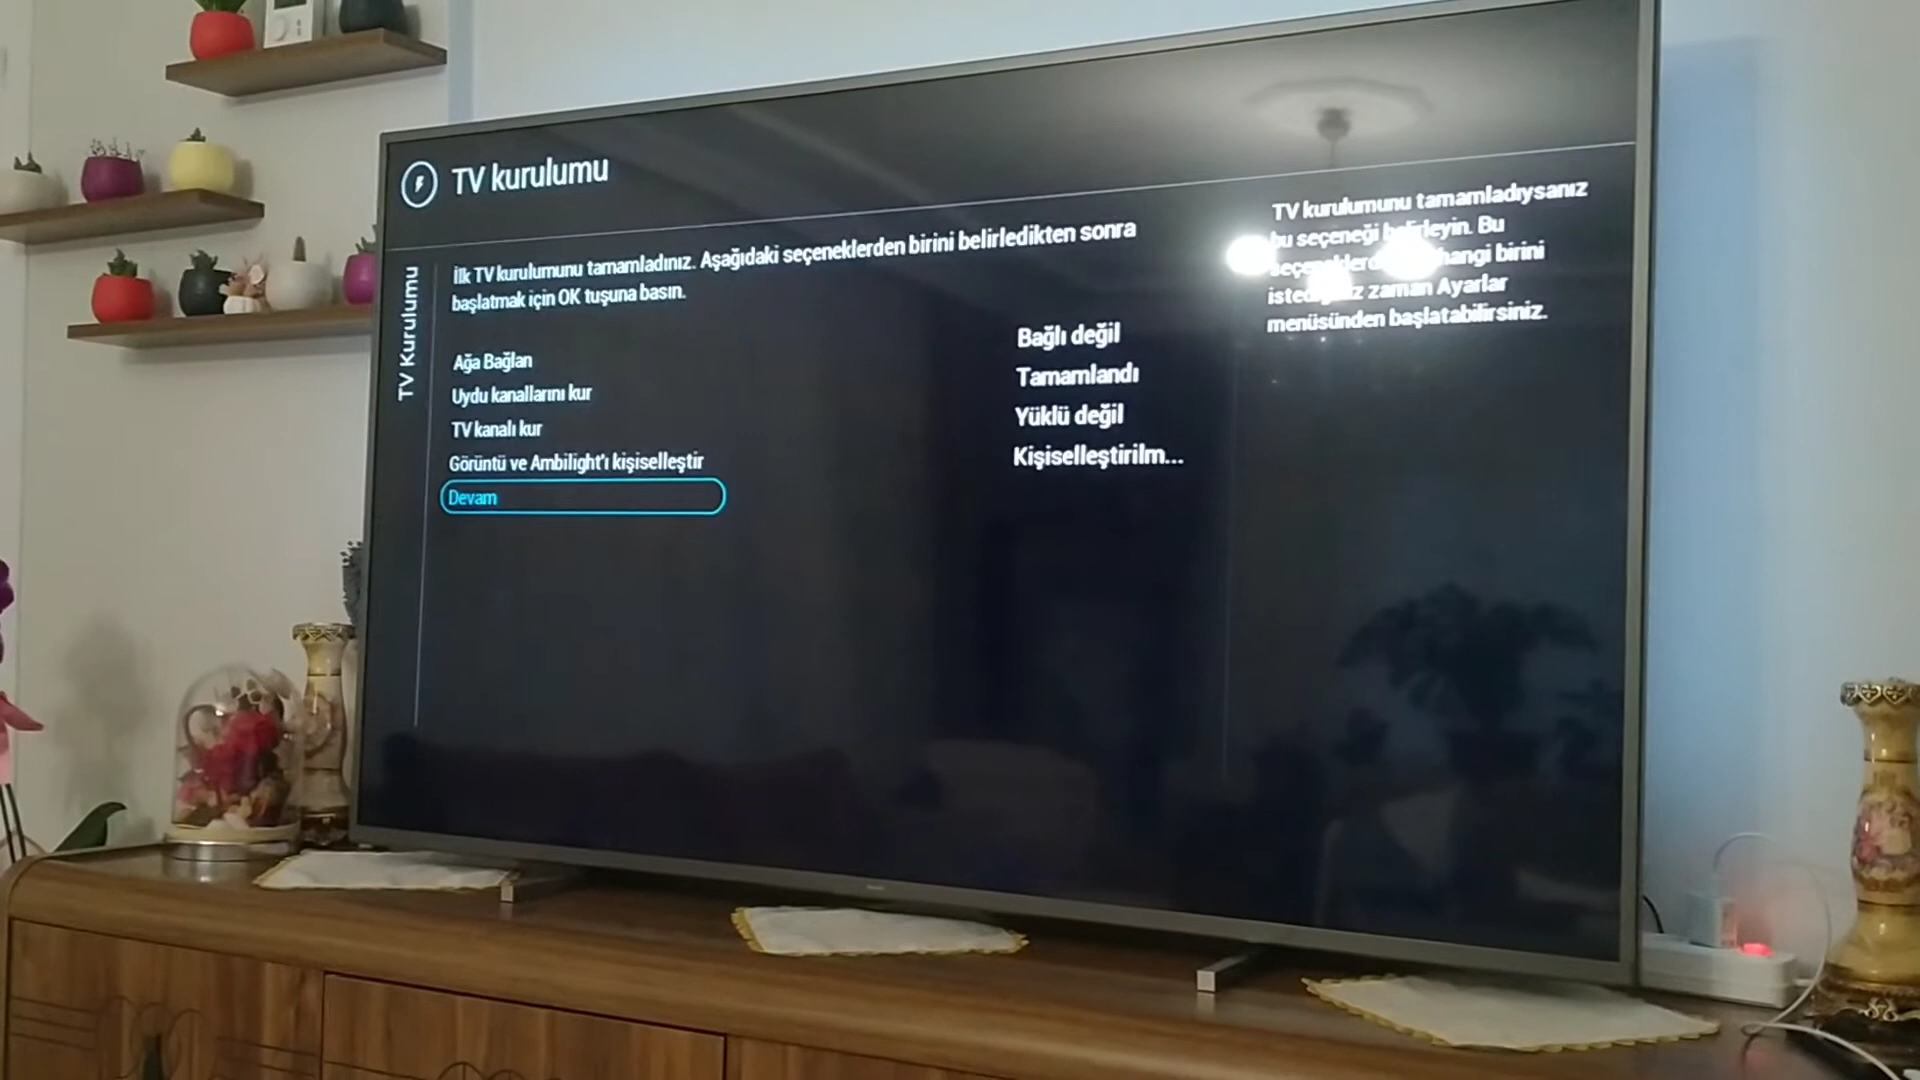 TV kurulumu
TV Kurulumu
İlk TV kurulumunu tamamladınız. Aşağıdaki seçeneklerden birini belirledikten sonra
başlatmak için OK tuşuna basın.
Ağa Bağlan
Bağlı değil
Uydu kanallarını kur
Tamamlandı
TV kanalı kur
Yüklü değil
Görüntü ve Ambilight'ı kişiselleştir
Kişiselleştirilm...
Devam
TV kurulumunu tamamladıysanız
bu seçeneği belirleyin. Bu
birini
zaman Ayarlar
menüsünden başlatabilirsiniz.